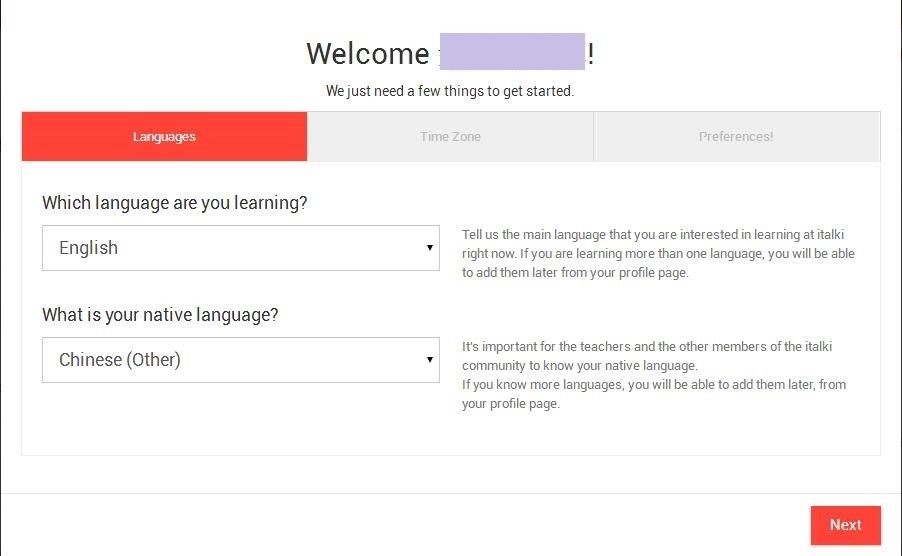 Welcome !
We just need a few things to get started.
Languages
Time Zone
Preferences!
Which language are you learning?
English
Tell us the main language that you are interested in learning at italki
right now. If you are learning more than one language, you will be able
to add them later from your profile page.
What is your native language?
Chinese (Other)
It's important for the teachers and the other members of the italki
community to know your native language.
If you know more languages, you will be able to add them later, from
your profile page.
Next